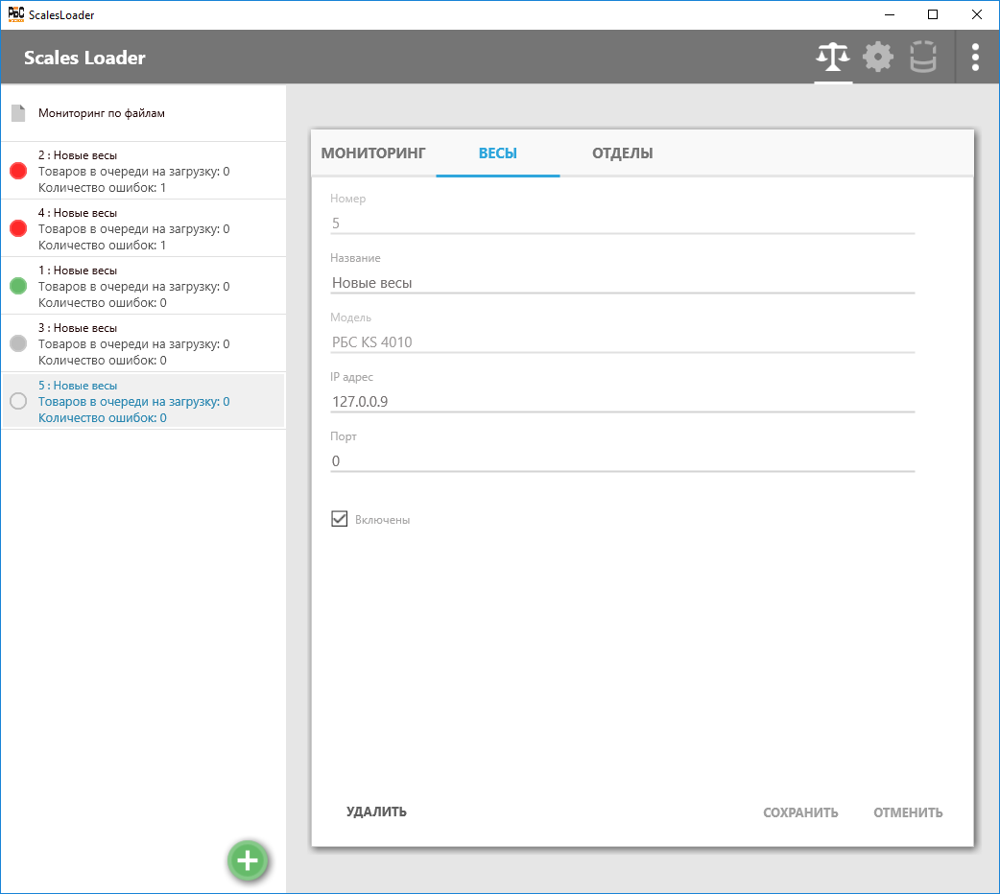 РБС ScalesLoader
Scales Loader
Мониторинг по файлам
2 : Новые весы
Товаров в очереди на загрузку: 0
Количество ошибок: 1
4 : Новые весы
Товаров в очереди на загрузку: 0
Количество ошибок: 1
1 : Новые весы
Товаров в очереди на загрузку: 0
Количество ошибок: 0
3 : Новые весы
Товаров в очереди на загрузку: 0
Количество ошибок: 0
5 : Новые весы
Товаров в очереди на загрузку: 0
Количество ошибок: 0
МОНИТОРИНГ ВЕСЫ ОТДЕЛЫ
Номер
5
Название
Новые весы
Модель
РБС KS 4010
IP адрес
127.0.0.9
Порт
0
Включены
УДАЛИТЬ СОХРАНИТЬ ОТМЕНИТЬ